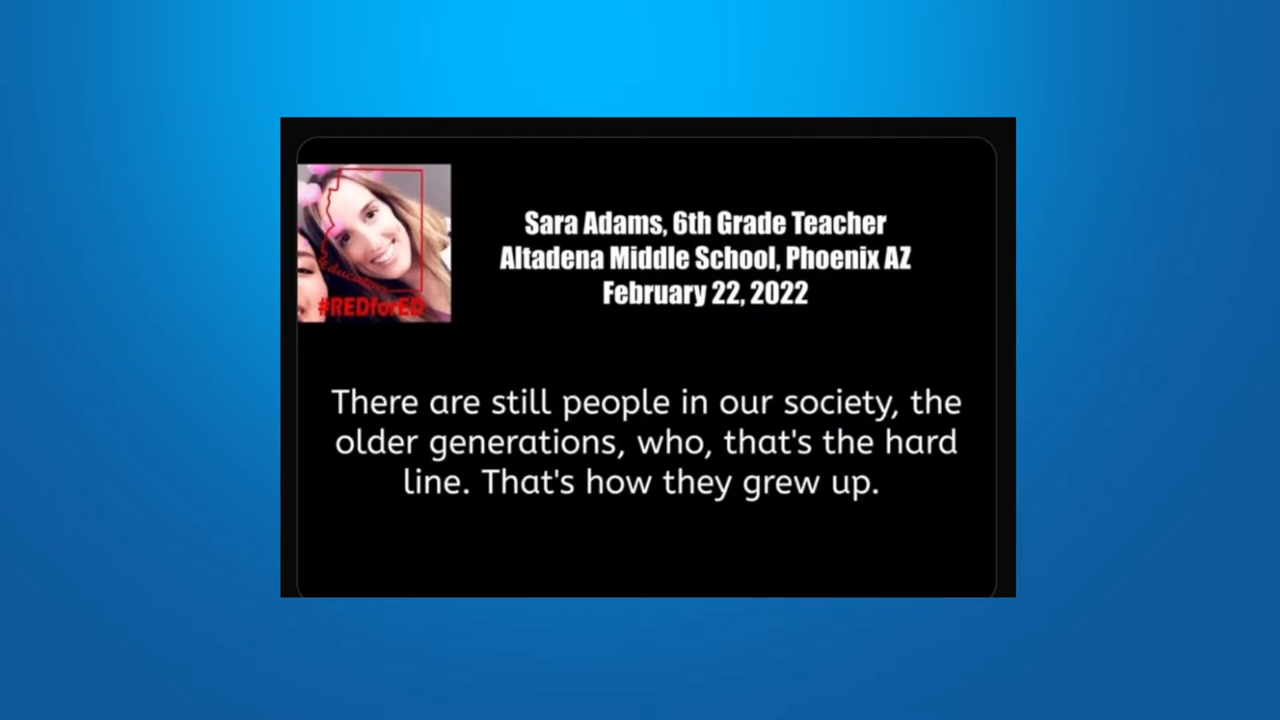 Educators
#REDforED
Sara Adams, 6th Grade Teacher
Altadena Middle School, Phoenix AZ
February 22, 2022
There are still people in our society, the
older generations, who, that's the hard
line. That's how they grew up.